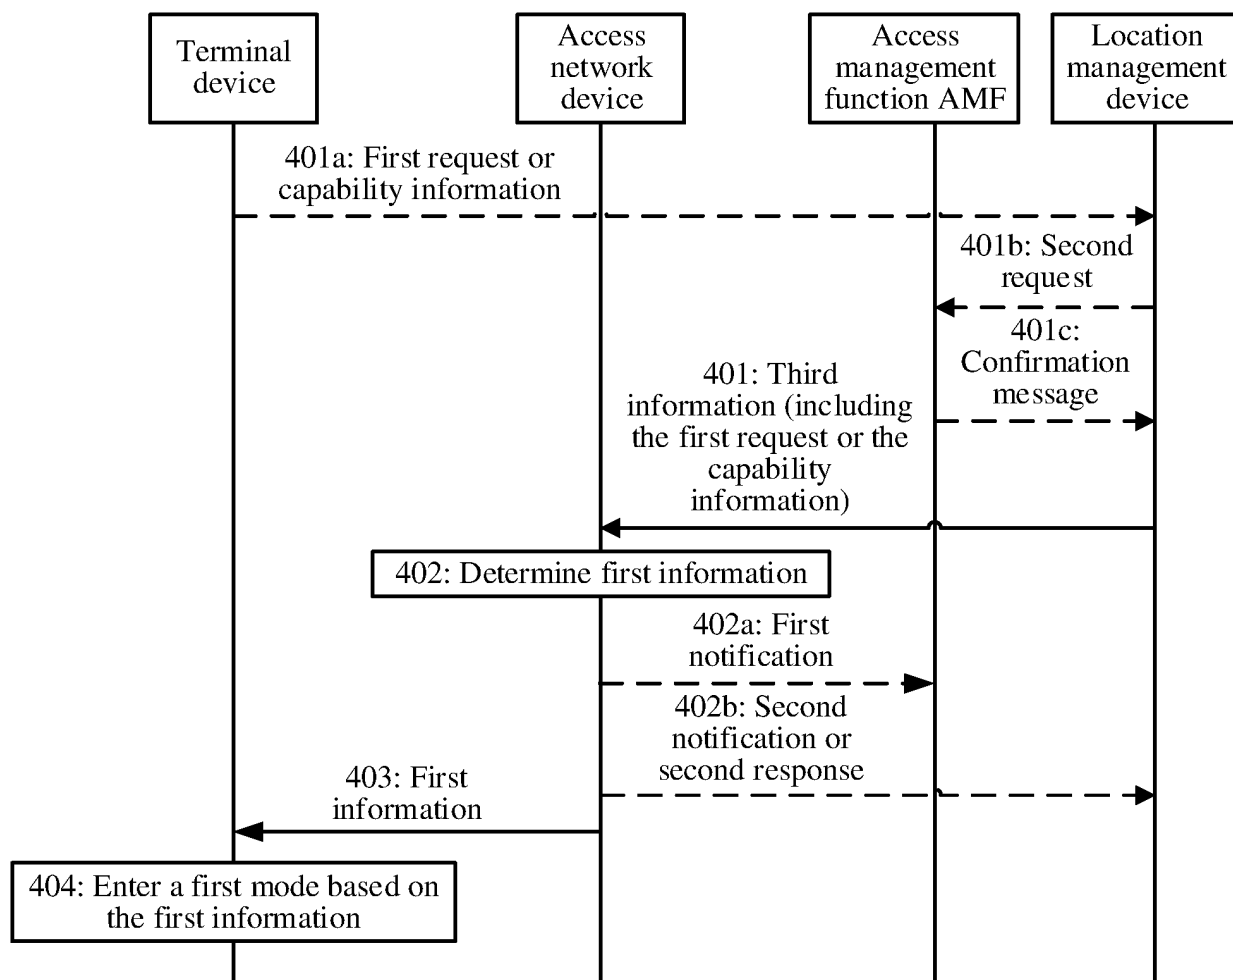 Terminal
device
Access
network
device
Access
management
function AMF
Location
management
device
401a: First request or
capability information
401b: Second
request
401c:
Confirmation
message
401: Third
information (including
the first request or the
capability
information)
402: Determine first information
402a: First
notification
402b: Second
notification or
second response
403: First
information
404: Enter a first mode based on
the first information